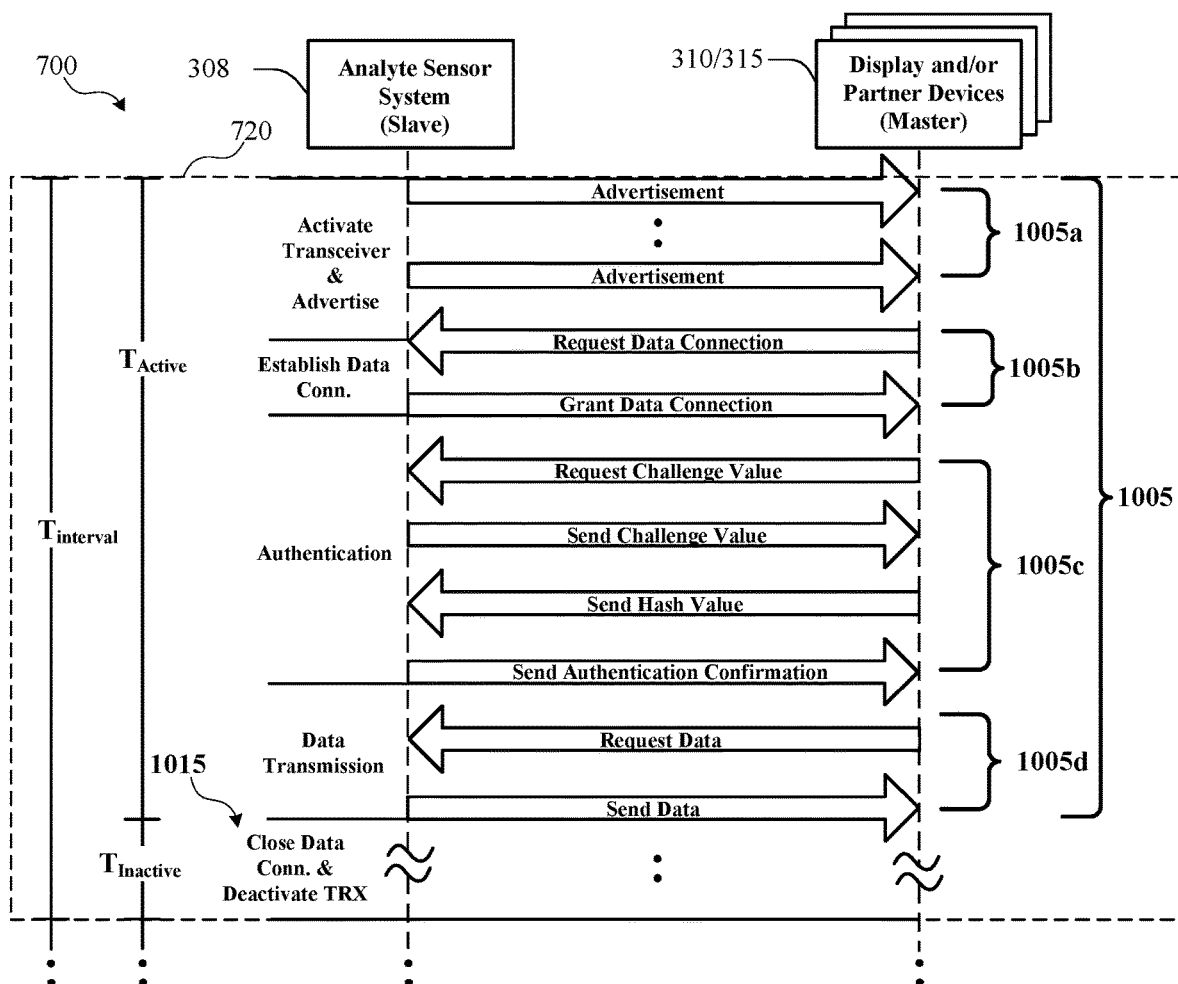 700
308
Analyte Sensor
System
(Slave)
310/315
Display and/or
Partner Devices
(Master)
720
Advertisement
Activate
Transceiver
&
Advertise
1005a
Advertisement
Request Data Connection
TActive
Establish Data
Conn.
1005b
Grant Data Connection
Request Challenge Value
1005
Tinterval
Send Challenge Value
Authentication
1005c
Send Hash Value
Send Authentication Confirmation
Request Data
Data
Transmission
1005d
1015
Send Data
Close Data
Conn. &
Deactivate TRX
TInactive